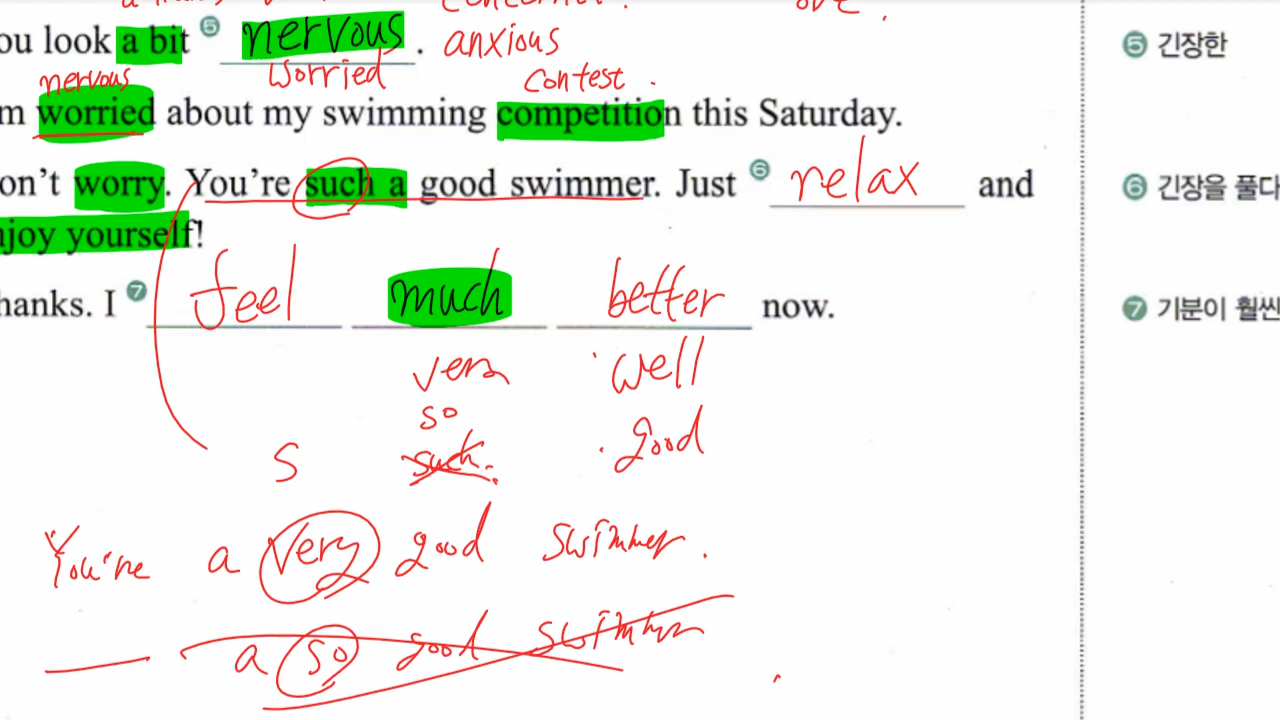 ou look a bit ⑤ nervous . anxious ⑤ 긴장한
nervous worried contest .
m worried about my swimming competition this Saturday.
on't worry. You're such a good swimmer. Just ⑥ relax and ⑥ 긴장을 풀다
njoy yourself!
hanks. I ⑦ feel much better now. ⑦ 기분이 훨씬
very well
so
S such. good
You're a very good swimmer.
a so good swimmer